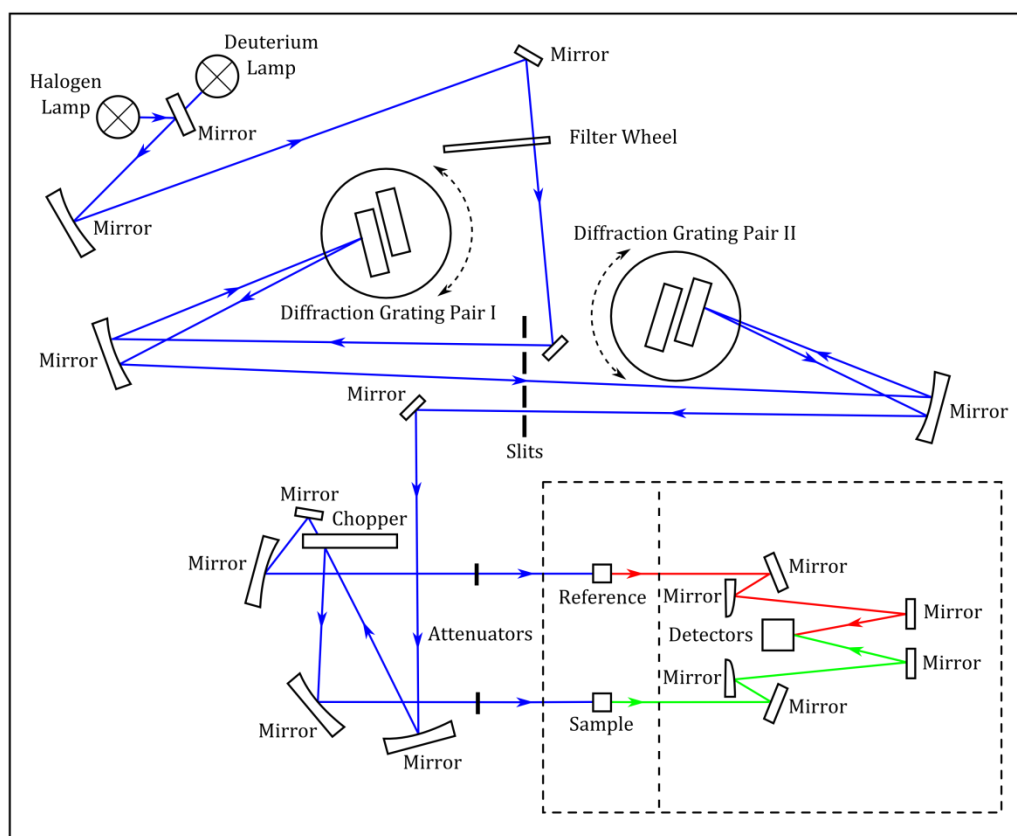 Deuterium
Lamp
Halogen
Lamp
Mirror
Mirror
Filter Wheel
Mirror
Diffraction Grating Pair II
Diffraction Grating Pair I
Mirror
Mirror
Mirror
Slits
Mirror
Chopper
Mirror
Mirror
Reference
Mirror
Mirror
Attenuators
Detectors
Mirror
Mirror
Mirror
Sample
Mirror
Mirror